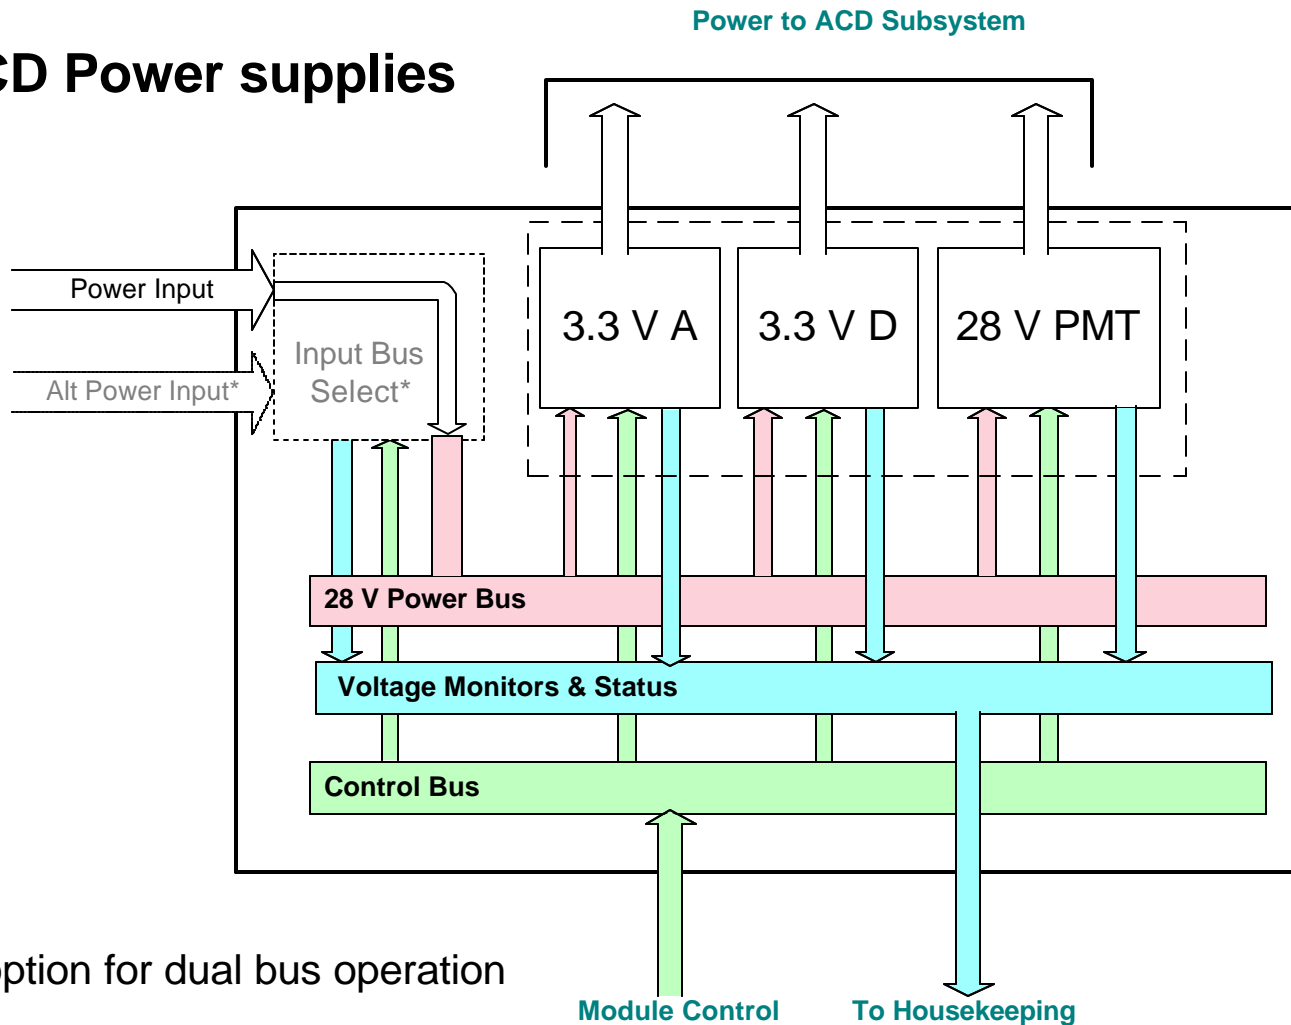 Power to ACD Subsystem
CD Power supplies
Power Input
Alt Power Input*
Input Bus
Select*
3.3 V A
3.3 V D
28 V PMT
28 V Power Bus
Voltage Monitors & Status
Control Bus
option for dual bus operation
Module Control
To Housekeeping